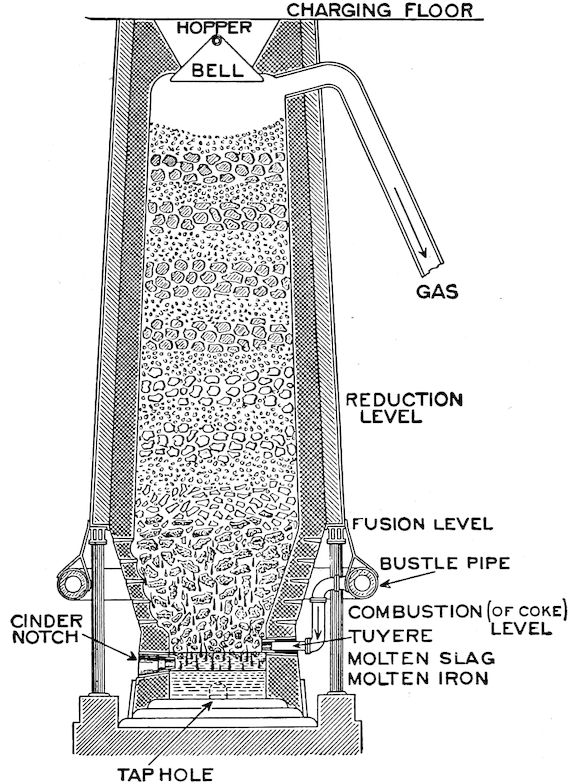 CHARGING FLOOR
HOPPER
BELL
GAS
REDUCTION
LEVEL
FUSION LEVEL
BUSTLE PIPE
COMBUSTION (OF COKE)
LEVEL
CINDER
NOTCH
TUYERE
MOLTEN SLAG
MOLTEN IRON
TAP HOLE